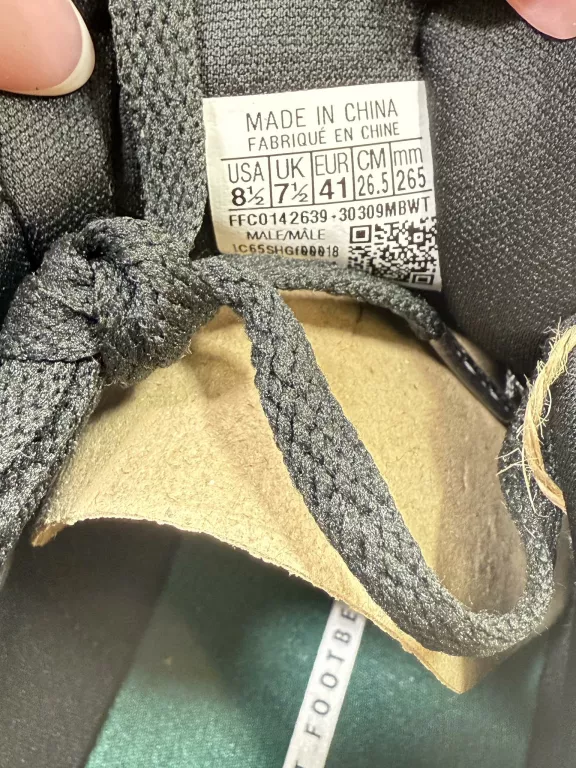 MADE IN CHINA
FABRIQUÉ EN CHINE
USA UK EUR CM mm
8½ 7½ 41 26.5 265
FFC0142639-30309MBWT
MALE/MÂLE
T FOOTBE